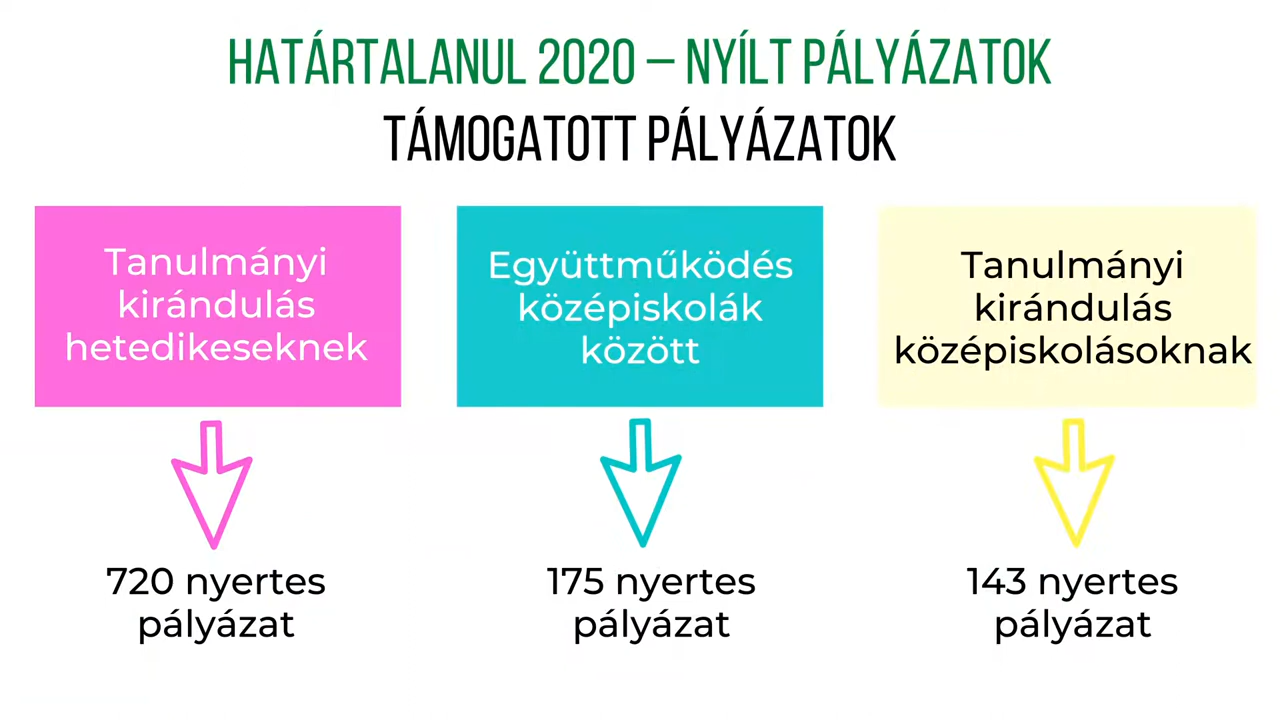 HATÁRTALANUL 2020 – NYÍLT PÁLYÁZATOK
TÁMOGATOTT PÁLYÁZATOK
Tanulmányi
kirándulás
hetedikeseknek
Együttműködés
középiskolák
között
Tanulmányi
kirándulás
középiskolásoknak
720 nyertes
pályázat
175 nyertes
pályázat
143 nyertes
pályázat